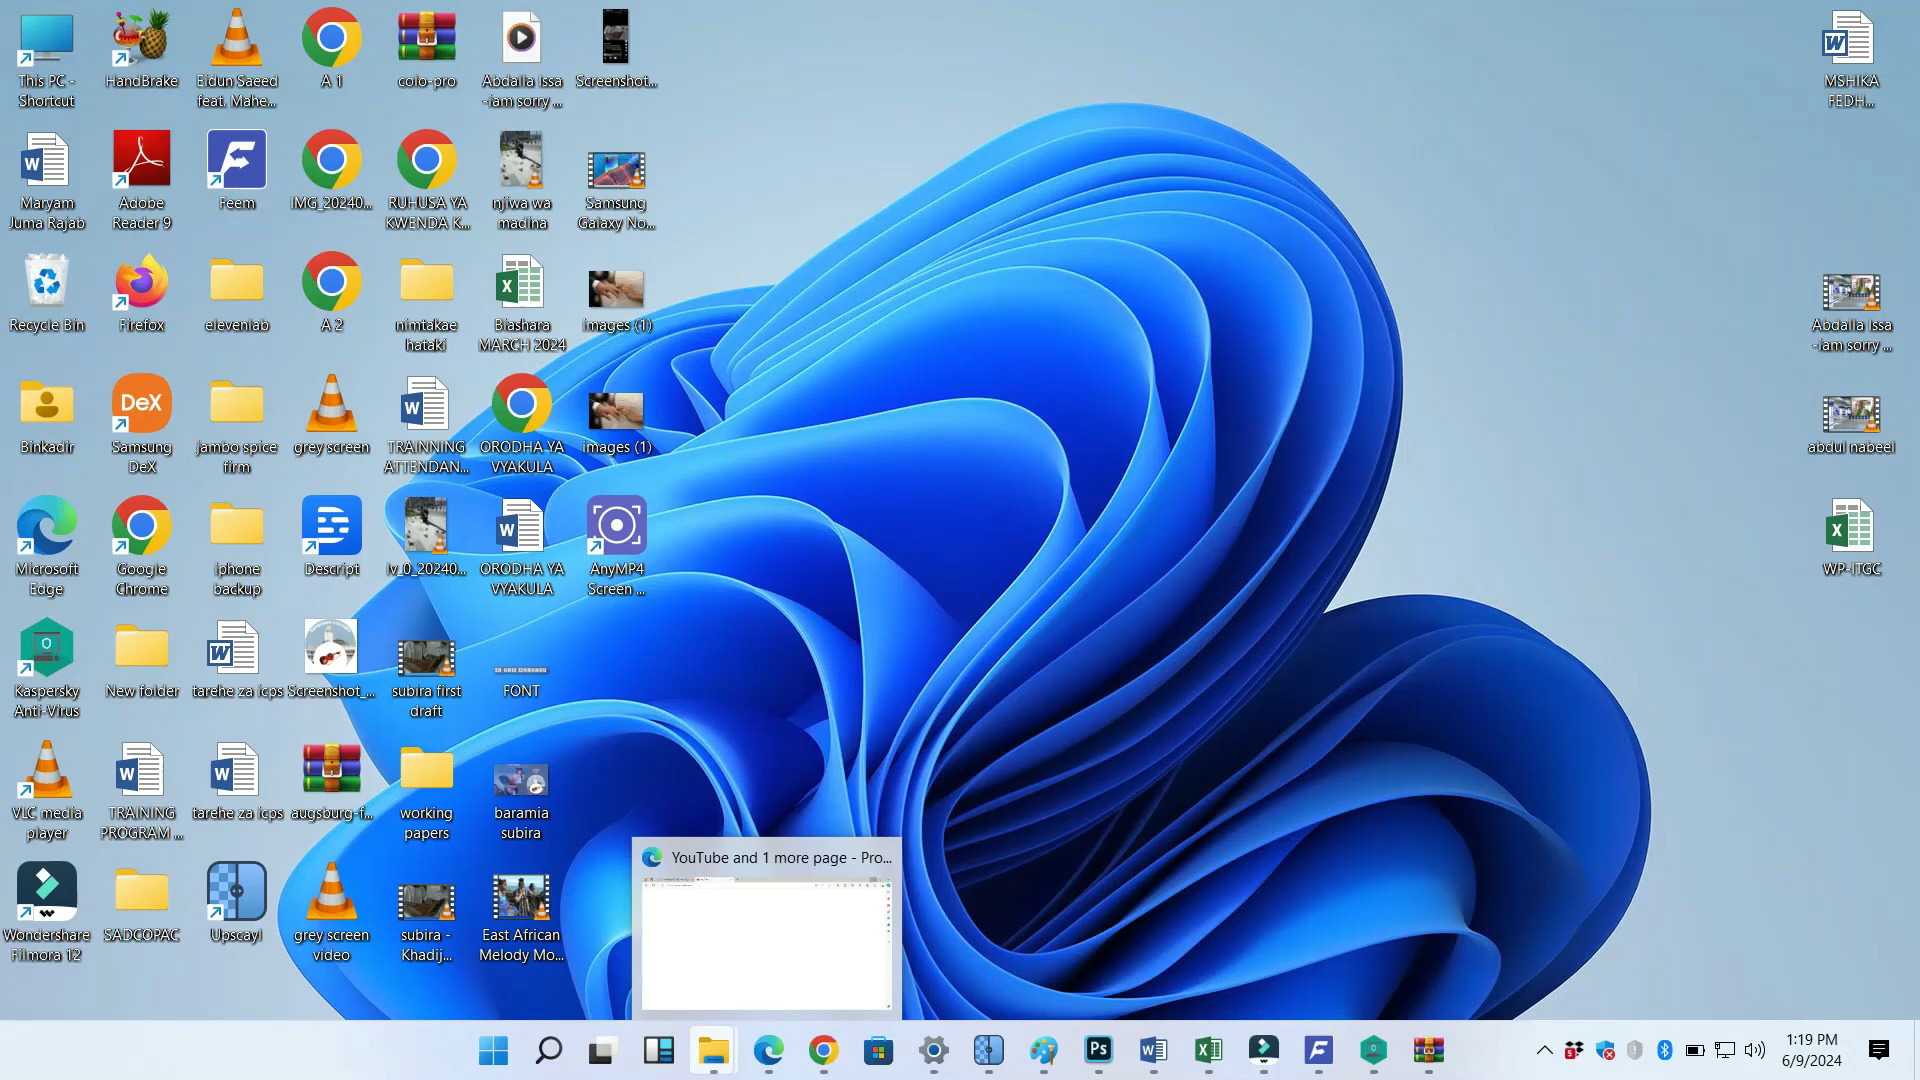 This PC -
Shortcut
HandBrake
Eidun Saeed
feat. Mahe...
A 1
colo-pro
Abdalla Issa
-iam sorry ...
Screenshot...
MSHIKA
FEDH...
Maryam
Juma Rajab
Adobe
Reader 9
Feem
IMG_20240...
RUHUSA YA
KWENDA K...
njiwa wa
madina
Samsung
Galaxy No...
Recycle Bin
Firefox
elevenlab
A 2
nimtakae
hataki
Biashara
MARCH 2024
images (1)
Abdalla Issa
-iam sorry ...
Binkadir
DeX
Samsung
DeX
jambo spice
firm
grey screen
TRAINNING
ATTENDAN...
ORODHA YA
VYAKULA
images (1)
abdul nabeel
Microsoft
Edge
Google
Chrome
iphone
backup
Descript
lv_0_20240...
ORODHA YA
VYAKULA
AnyMP4
Screen ...
WP-ITGC
Kaspersky
Anti-Virus
New folder
tarehe za icps
Screenshot_...
subira first
draft
FONT
VLC media
player
TRAINING
PROGRAM ...
tarehe za icps
augsburg-f...
working
papers
baramia
subira
Wondershare
Filmora 12
SADCOPAC
Upscayl
grey screen
video
subira -
Khadij...
East African
Melody Mo...
YouTube and 1 more page - Pro...
Ps
1:19 PM
6/9/2024